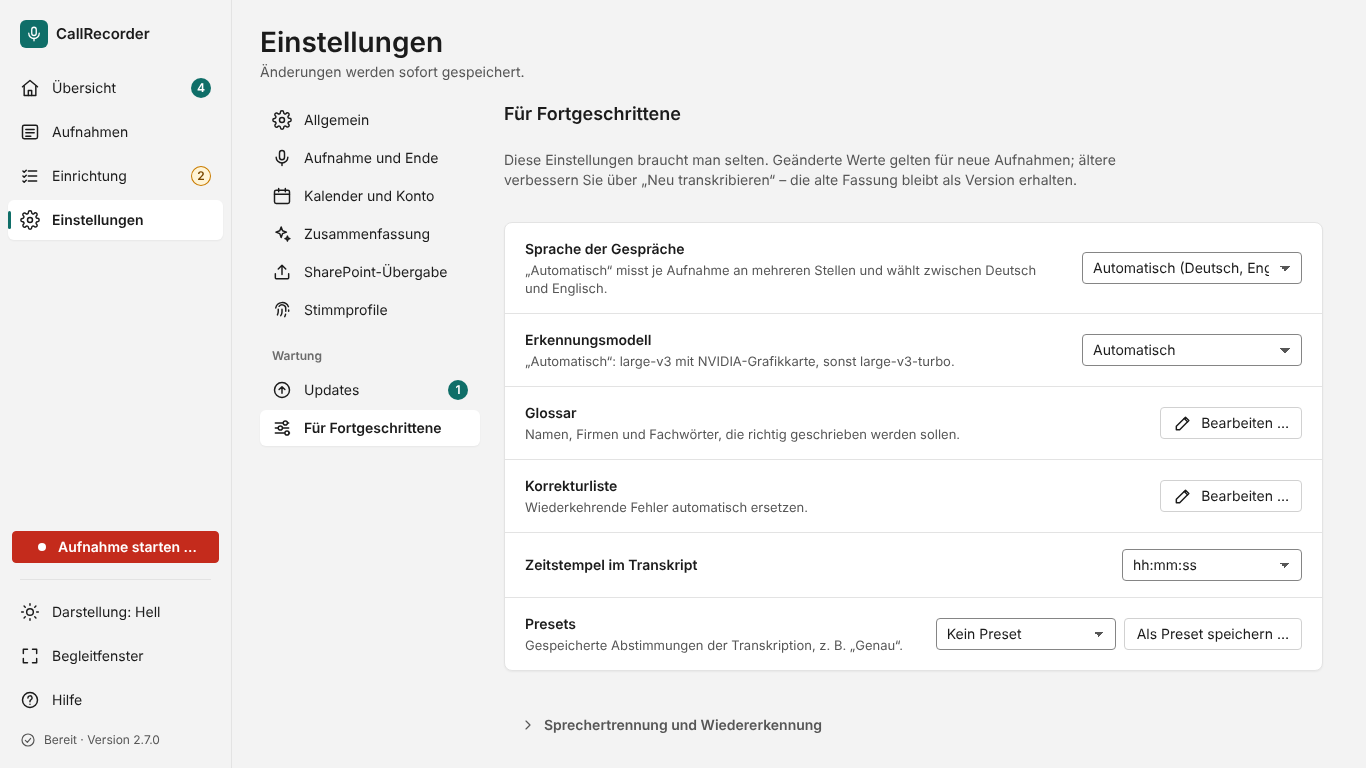 CallRecorder
Übersicht
4
Aufnahmen
Einrichtung
2
Einstellungen
Aufnahme starten ...
Darstellung: Hell
Begleitfenster
Hilfe
Bereit · Version 2.7.0
Einstellungen
Änderungen werden sofort gespeichert.
Allgemein
Aufnahme und Ende
Kalender und Konto
Zusammenfassung
SharePoint-Übergabe
Stimmprofile
Wartung
Updates
1
Für Fortgeschrittene
Für Fortgeschrittene
Diese Einstellungen braucht man selten. Geänderte Werte gelten für neue Aufnahmen; ältere
verbessern Sie über „Neu transkribieren“ – die alte Fassung bleibt als Version erhalten.
Sprache der Gespräche
„Automatisch“ misst je Aufnahme an mehreren Stellen und wählt zwischen Deutsch
und Englisch.
Automatisch (Deutsch, Eng
Erkennungsmodell
„Automatisch“: large-v3 mit NVIDIA-Grafikkarte, sonst large-v3-turbo.
Automatisch
Glossar
Namen, Firmen und Fachwörter, die richtig geschrieben werden sollen.
Bearbeiten ...
Korrekturliste
Wiederkehrende Fehler automatisch ersetzen.
Bearbeiten ...
Zeitstempel im Transkript
hh:mm:ss
Presets
Gespeicherte Abstimmungen der Transkription, z. B. „Genau“.
Kein Preset
Als Preset speichern ...
Sprechertrennung und Wiedererkennung